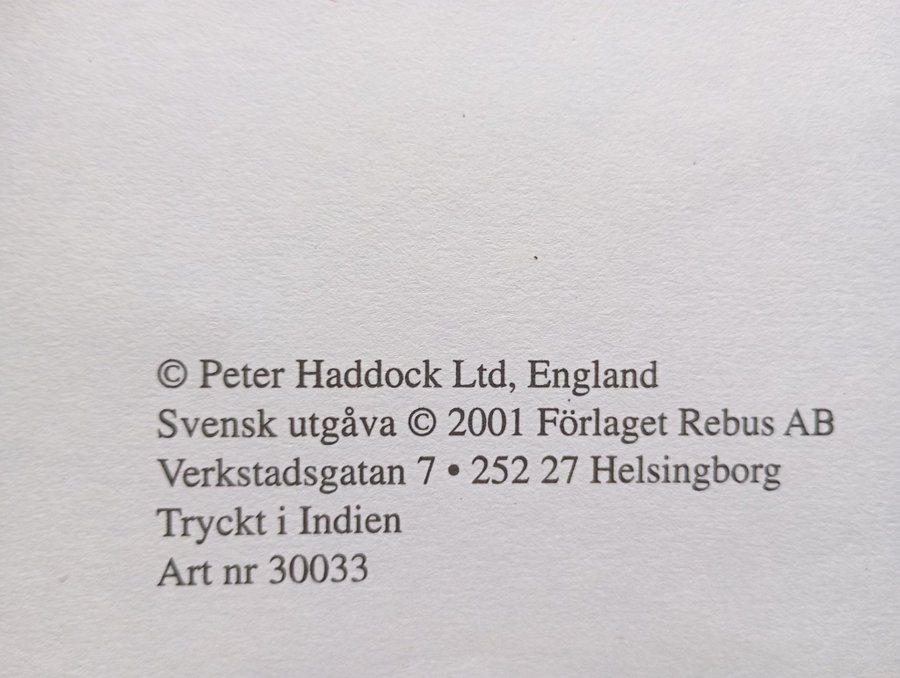 © Peter Haddock Ltd, England
Svensk utgåva © 2001 Förlaget Rebus AB
Verkstadsgatan 7 • 252 27 Helsingborg
Tryckt i Indien
Art nr 30033